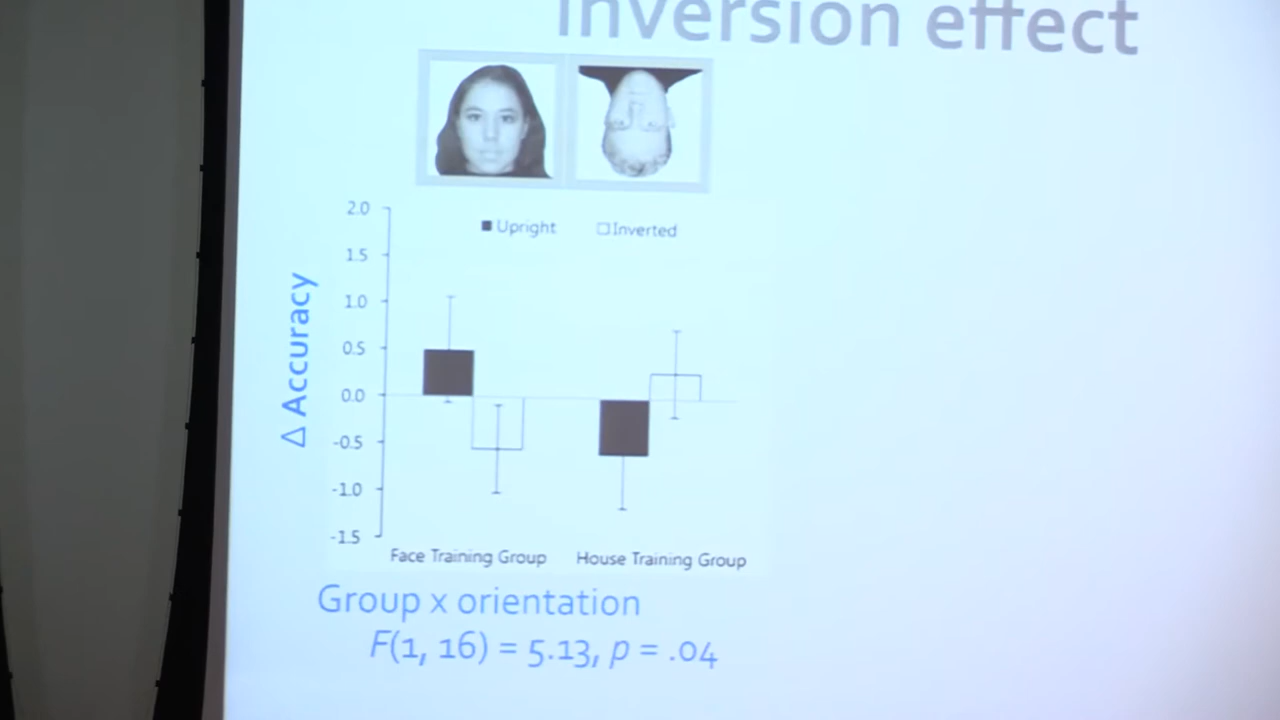 Inversion effect
2.0
Upright Inverted
1.5
1.0
0.5
0.0
-0.5
-1.0
-1.5
Δ Accuracy
Face Training Group House Training Group
Group x orientation
F(1, 16) = 5.13, p = .04